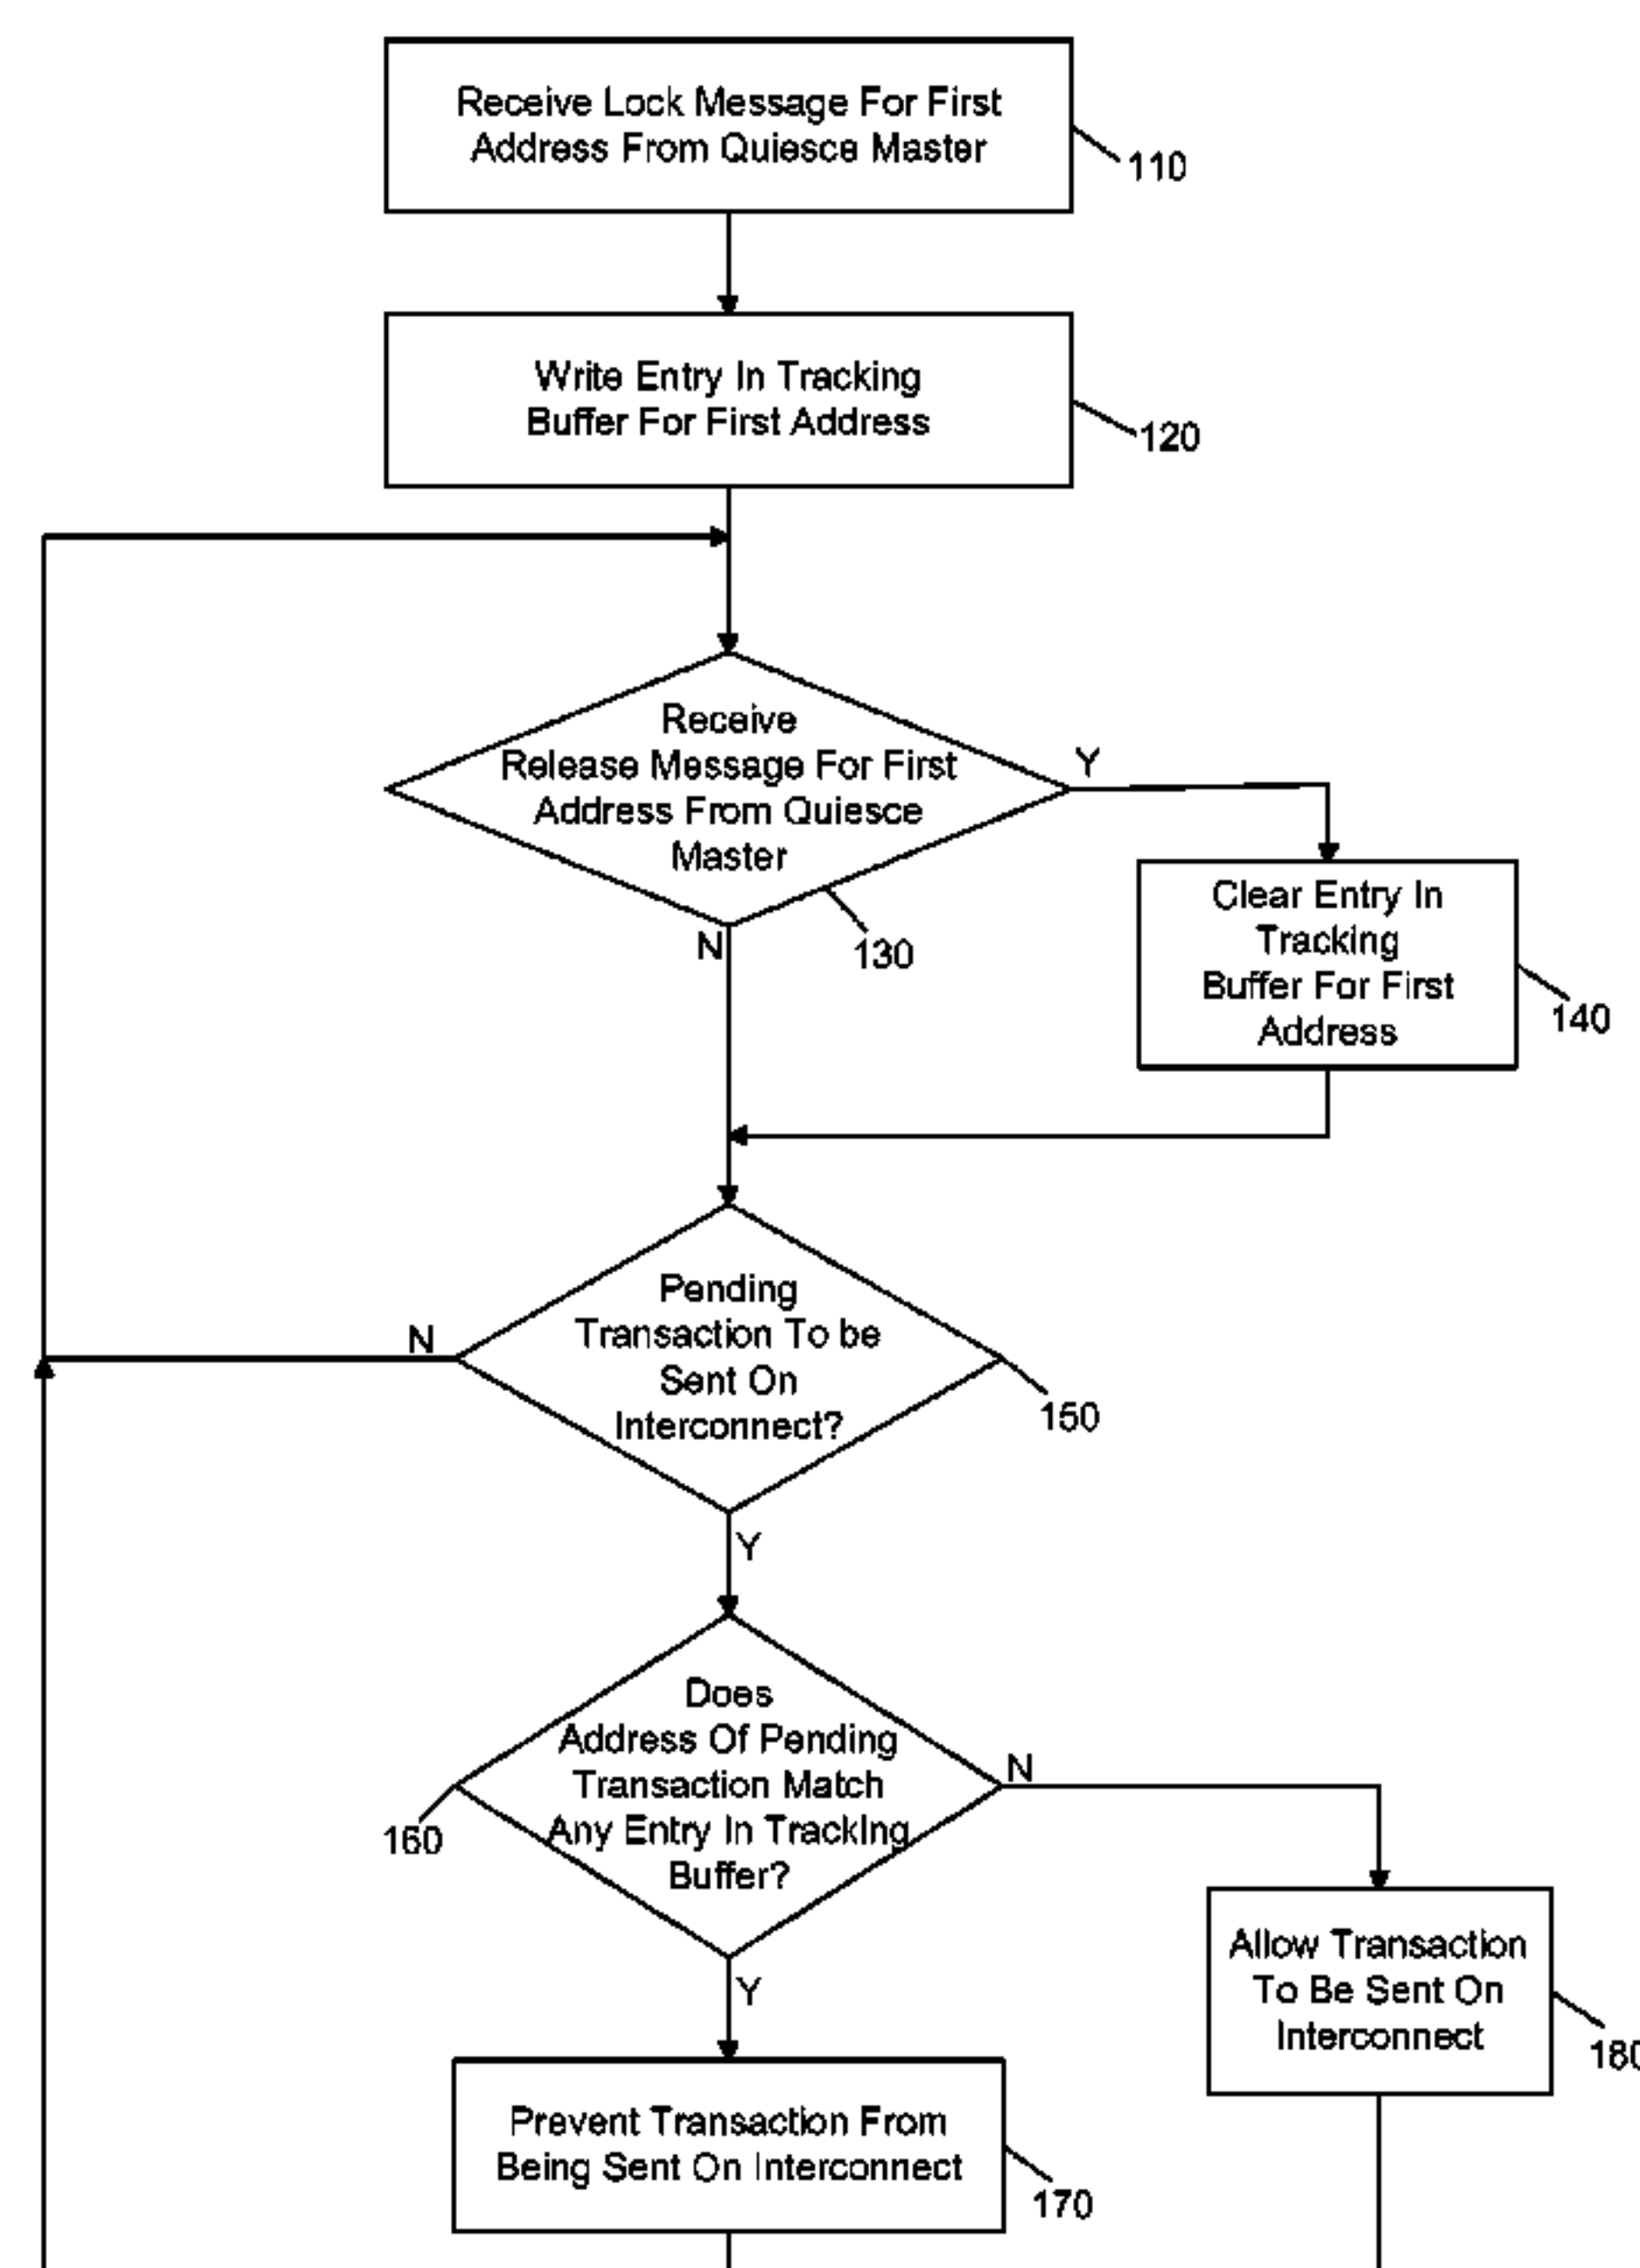 Receive Lock Message For First
Address From Quiesce Master
110
Write Entry In Tracking
Buffer For First Address
120
Receive
Release Message For First
Address From Quiesce
Master
Y
N
130
Clear Entry In
Tracking
Buffer For First
Address
140
Pending
Transaction To be
Sent On
Interconnect?
N
150
Y
Does
Address Of Pending
Transaction Match
Any Entry In Tracking
Buffer?
N
160
Y
Allow Transaction
To Be Sent On
Interconnect
180
Prevent Transaction From
Being Sent On Interconnect
170